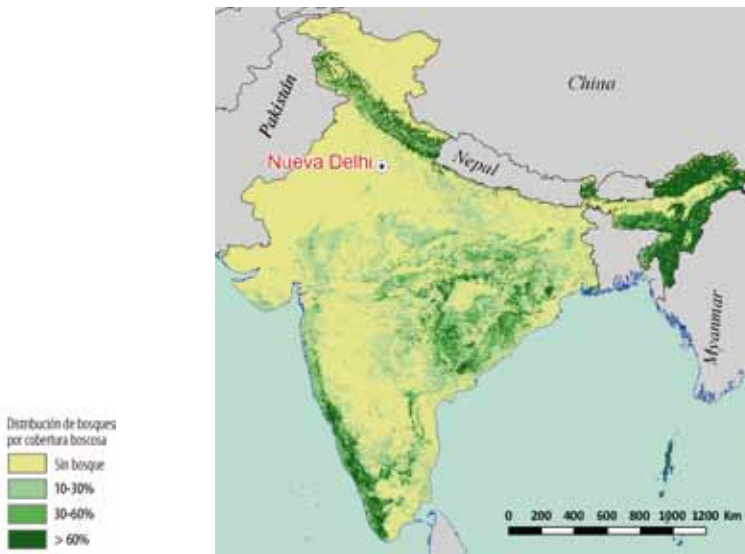 China
Pakistán
Nueva Delhi
Nepal
Myanmar
Distribución de bosques
por cobertura boscosa
Sin bosque
10-30%
30-60%
> 60%
0 200 400 600 800 1000 1200 Km